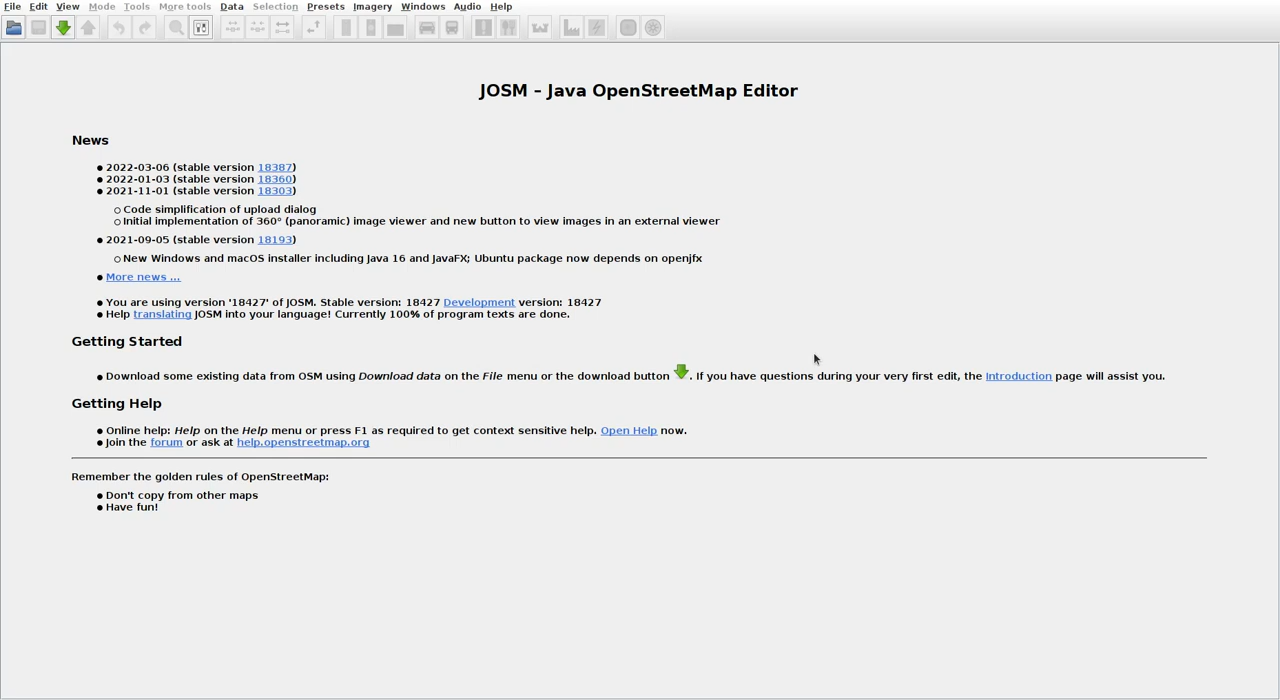 File Edit View Mode Tools More tools Data Selection Presets Imagery Windows Audio Help
JOSM – Java OpenStreetMap Editor
News
● 2022-03-06 (stable version 18387)
● 2022-01-03 (stable version 18360)
● 2021-11-01 (stable version 18303)
○ Code simplification of upload dialog
○ Initial implementation of 360° (panoramic) image viewer and new button to view images in an external viewer
● 2021-09-05 (stable version 18193)
○ New Windows and macOS installer including Java 16 and JavaFX; Ubuntu package now depends on openjfx
● More news ...
● You are using version '18427' of JOSM. Stable version: 18427 Development version: 18427
● Help translating JOSM into your language! Currently 100% of program texts are done.
Getting Started
● Download some existing data from OSM using Download data on the File menu or the download button . If you have questions during your very first edit, the Introduction page will assist you.
Getting Help
● Online help: Help on the Help menu or press F1 as required to get context sensitive help. Open Help now.
● Join the forum or ask at help.openstreetmap.org
Remember the golden rules of OpenStreetMap:
● Don't copy from other maps
● Have fun!